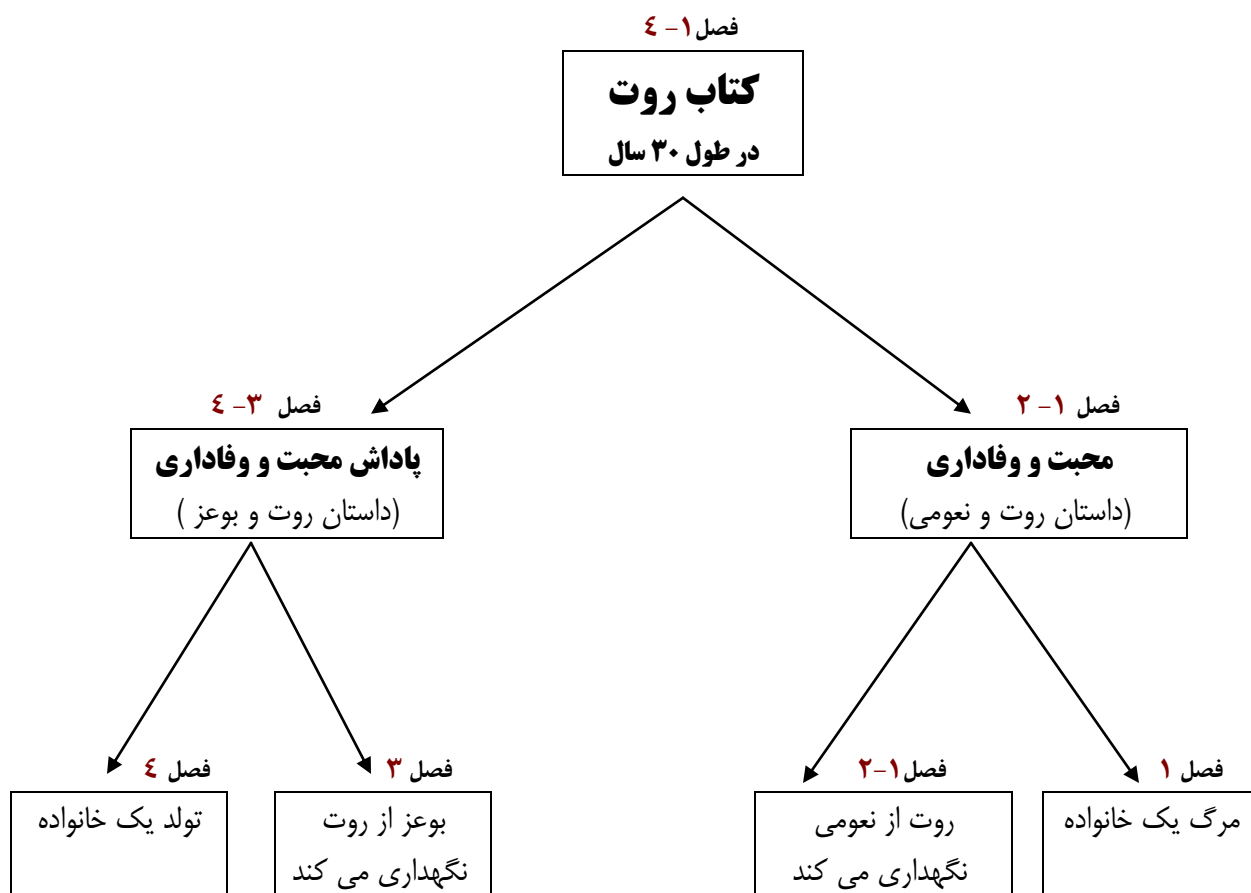 فصل ۱ – ٤
کتاب روت
در طول ۳۰ سال
فصل ۱ – ۲
محبت و وفاداری
(داستان روت و نعومی)
فصل ۳ – ٤
پاداش محبت و وفاداری
(داستان روت و بوعز )
فصل ۱
مرگ یک خانواده
فصل ۱–۲
روت از نعومی
نگهداری می کند
فصل ۳
بوعز از روت
نگهداری می کند
فصل ٤
تولد یک خانواده